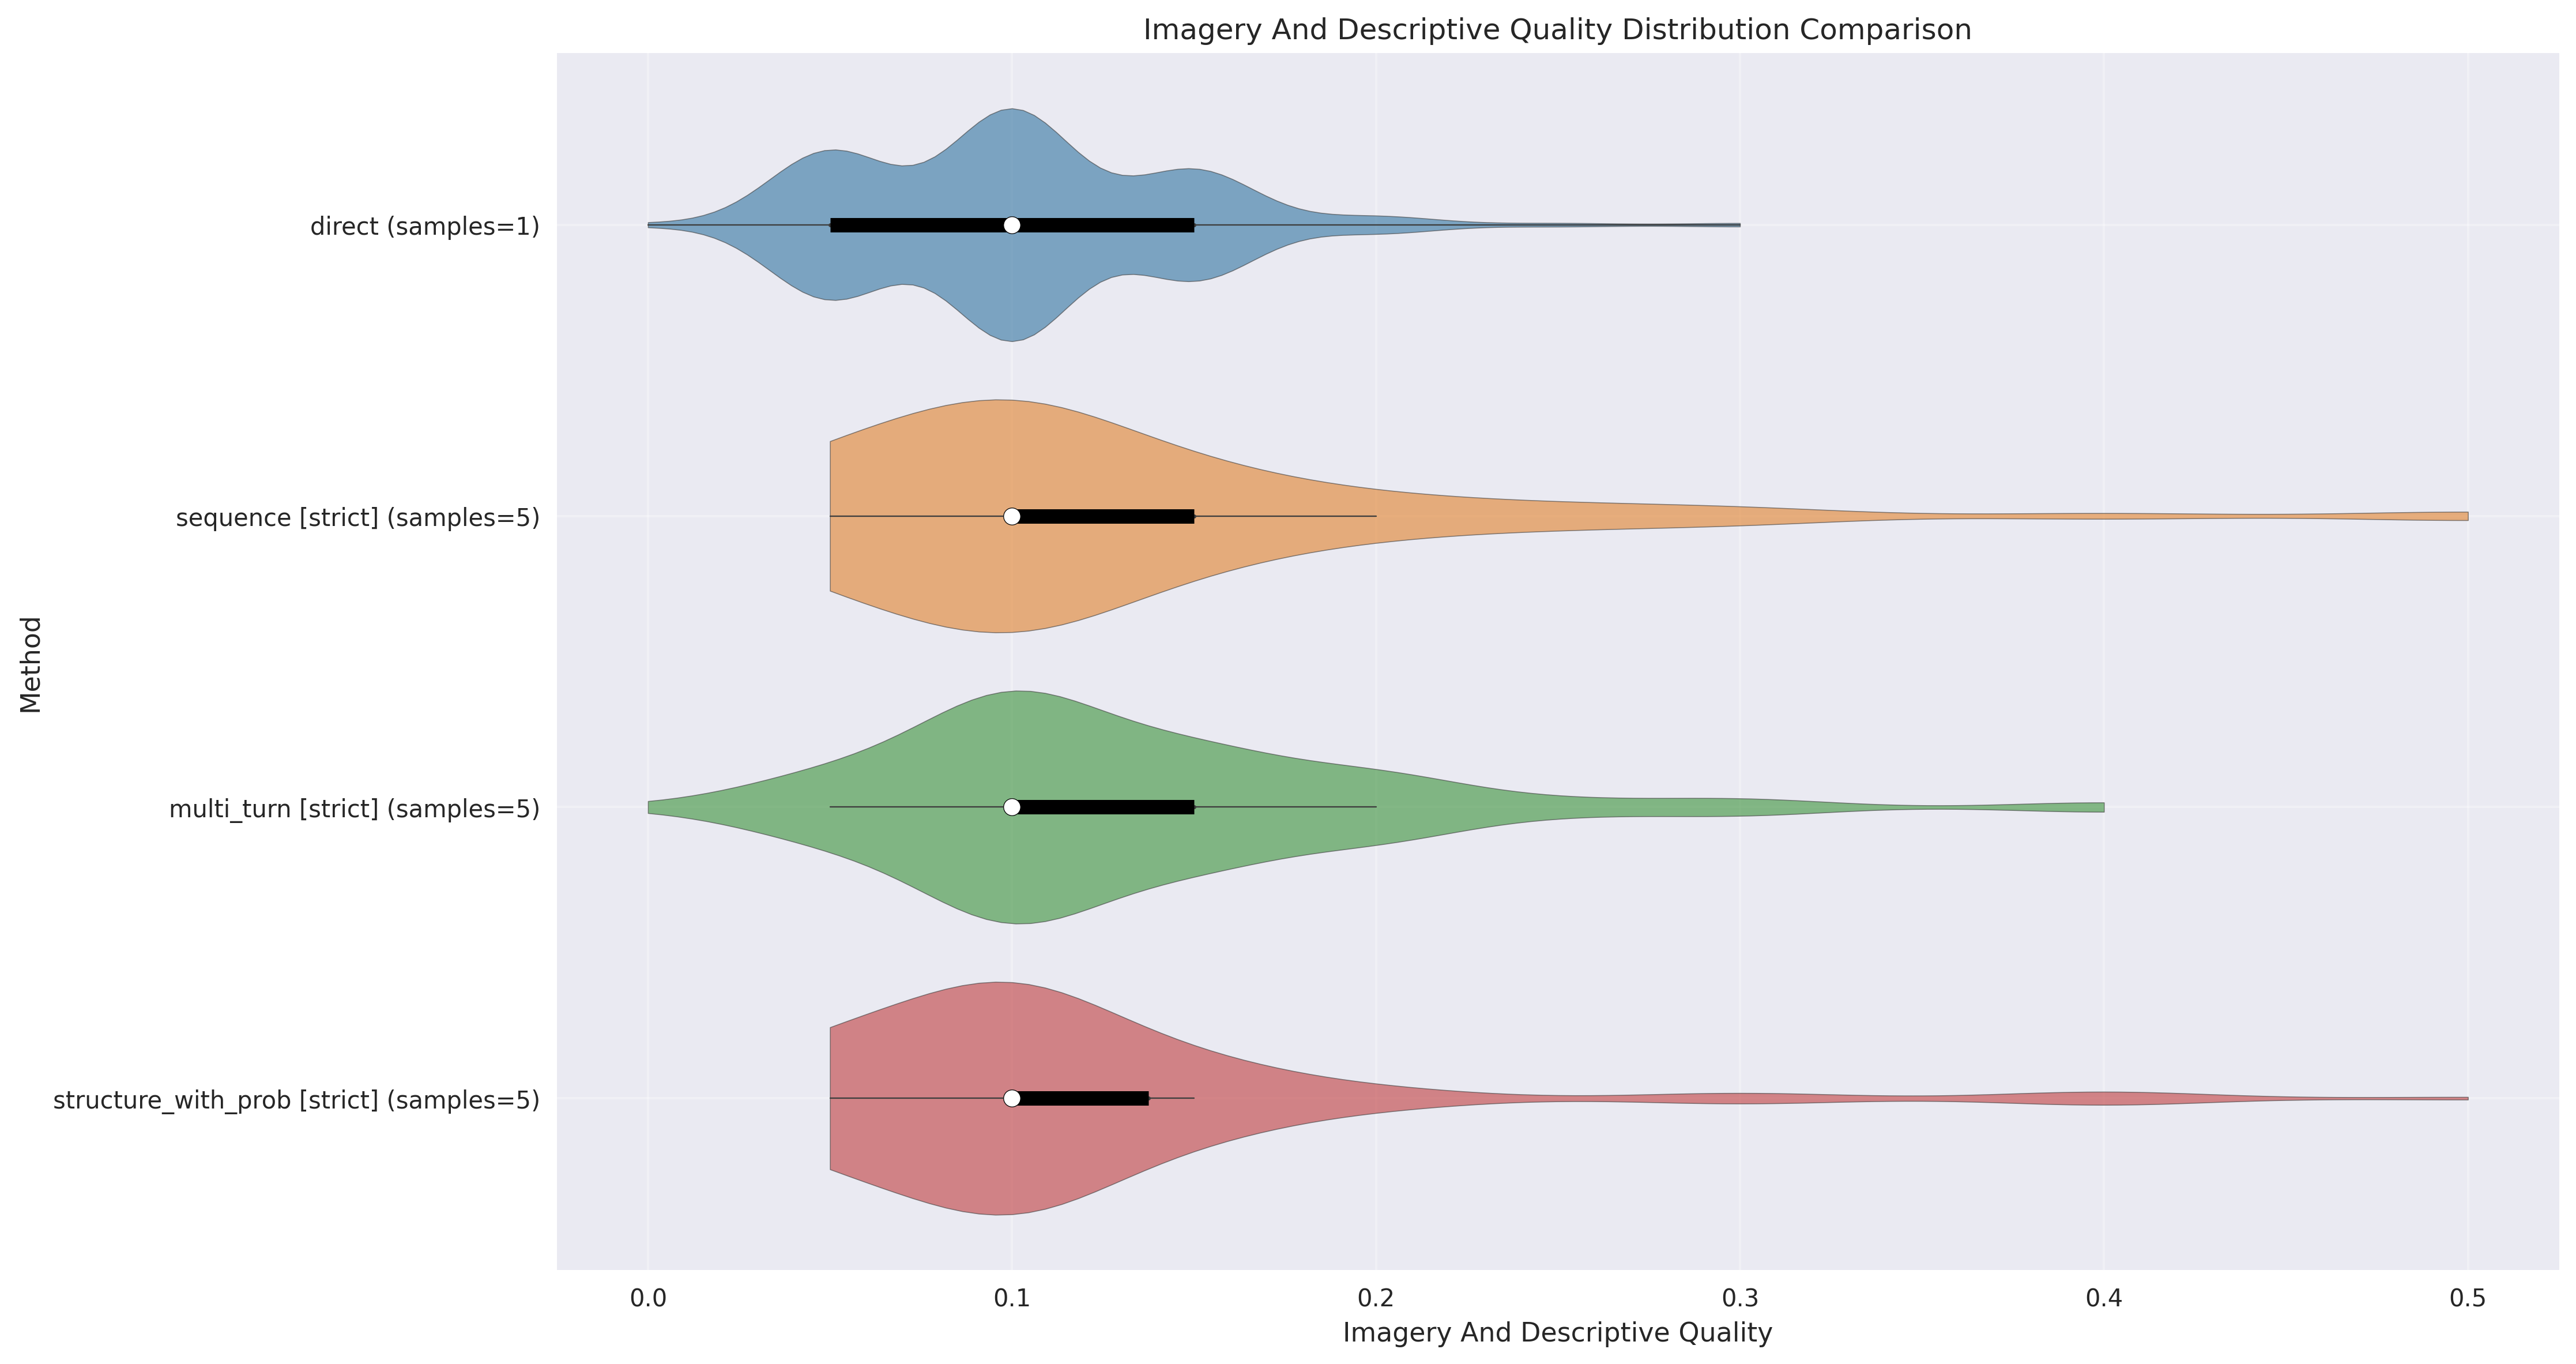 Imagery And Descriptive Quality Distribution Comparison
Method
direct (samples=1)
sequence [strict] (samples=5)
multi_turn [strict] (samples=5)
structure_with_prob [strict] (samples=5)
0.0 0.1 0.2 0.3 0.4 0.5
Imagery And Descriptive Quality